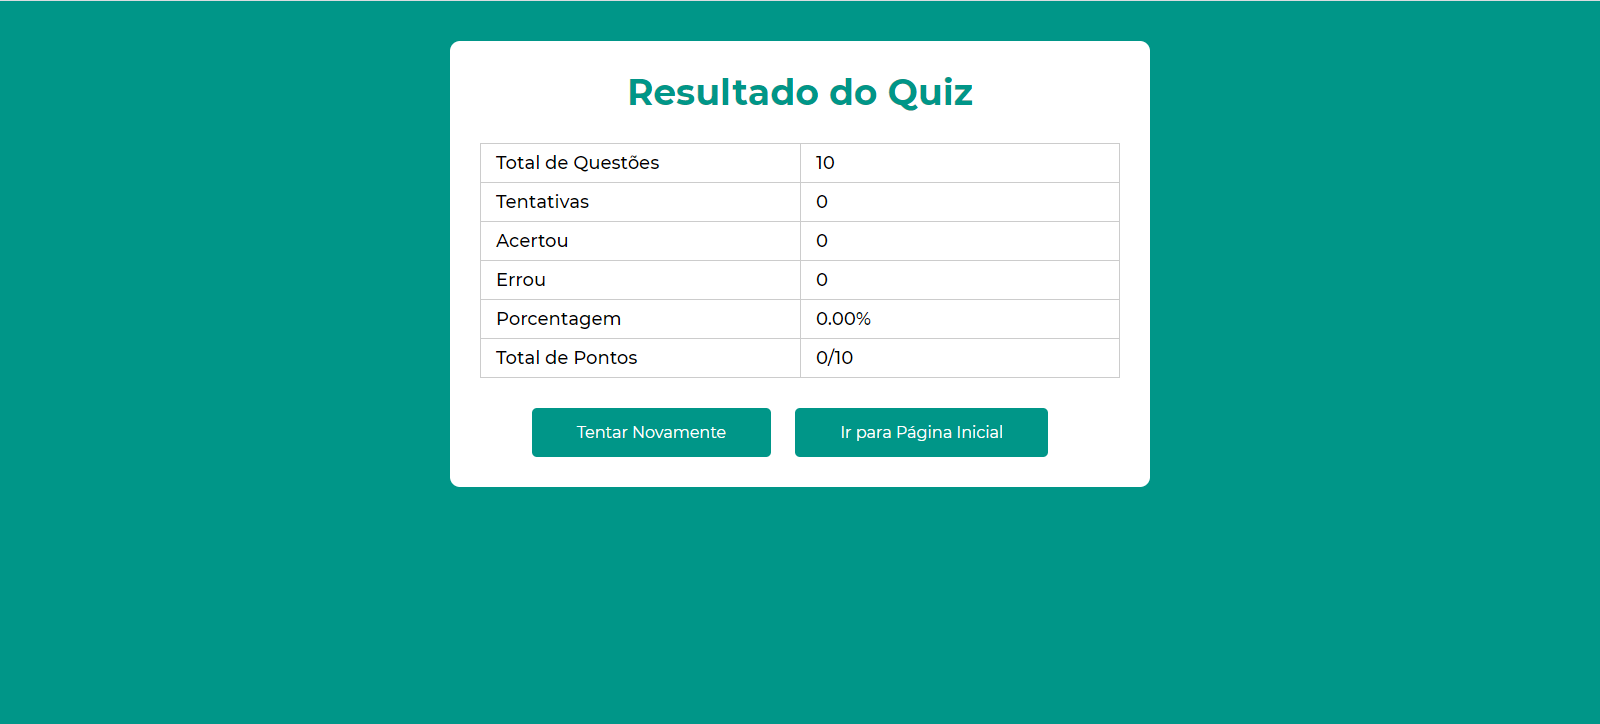 Resultado do Quiz
Total de Questões 10
Tentativas 0
Acertou 0
Errou 0
Porcentagem 0.00%
Total de Pontos 0/10
Tentar Novamente Ir para Página Inicial